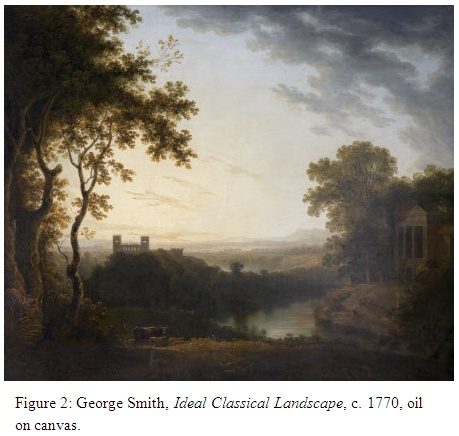 Figure 2: George Smith, Ideal Classical Landscape, c. 1770, oil
on canvas.